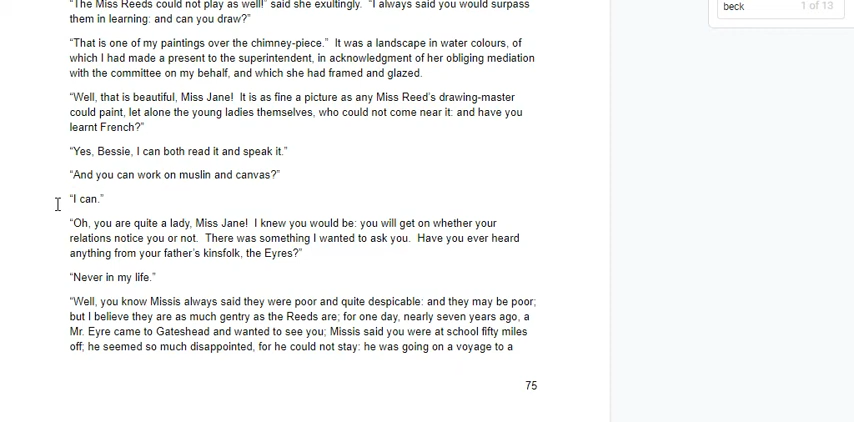 “The Miss Reeds could not play as well!” said she exultingly.  “I always said you would surpass
them in learning: and can you draw?”
“That is one of my paintings over the chimney-piece.”  It was a landscape in water colours, of
which I had made a present to the superintendent, in acknowledgment of her obliging mediation
with the committee on my behalf, and which she had framed and glazed.
“Well, that is beautiful, Miss Jane!  It is as fine a picture as any Miss Reed’s drawing-master
could paint, let alone the young ladies themselves, who could not come near it: and have you
learnt French?”
“Yes, Bessie, I can both read it and speak it.”
“And you can work on muslin and canvas?”
“I can.”
“Oh, you are quite a lady, Miss Jane!  I knew you would be: you will get on whether your
relations notice you or not.  There was something I wanted to ask you.  Have you ever heard
anything from your father’s kinsfolk, the Eyres?”
“Never in my life.”
“Well, you know Missis always said they were poor and quite despicable: and they may be poor;
but I believe they are as much gentry as the Reeds are; for one day, nearly seven years ago, a
Mr. Eyre came to Gateshead and wanted to see you; Missis said you were at school fifty miles
off; he seemed so much disappointed, for he could not stay: he was going on a voyage to a
75
beck
1 of 13